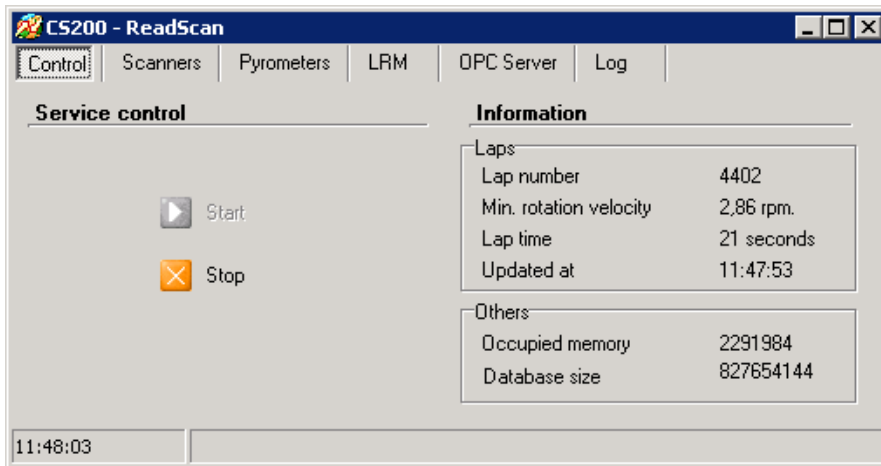 CS200 - ReadScan
Control Scanners Pyrometers LRM OPC Server Log
Service control
Start
Stop
Information
Laps
Lap number 4402
Min. rotation velocity 2,86 rpm.
Lap time 21 seconds
Updated at 11:47:53
Others
Occupied memory 2291984
Database size 827654144
11:48:03